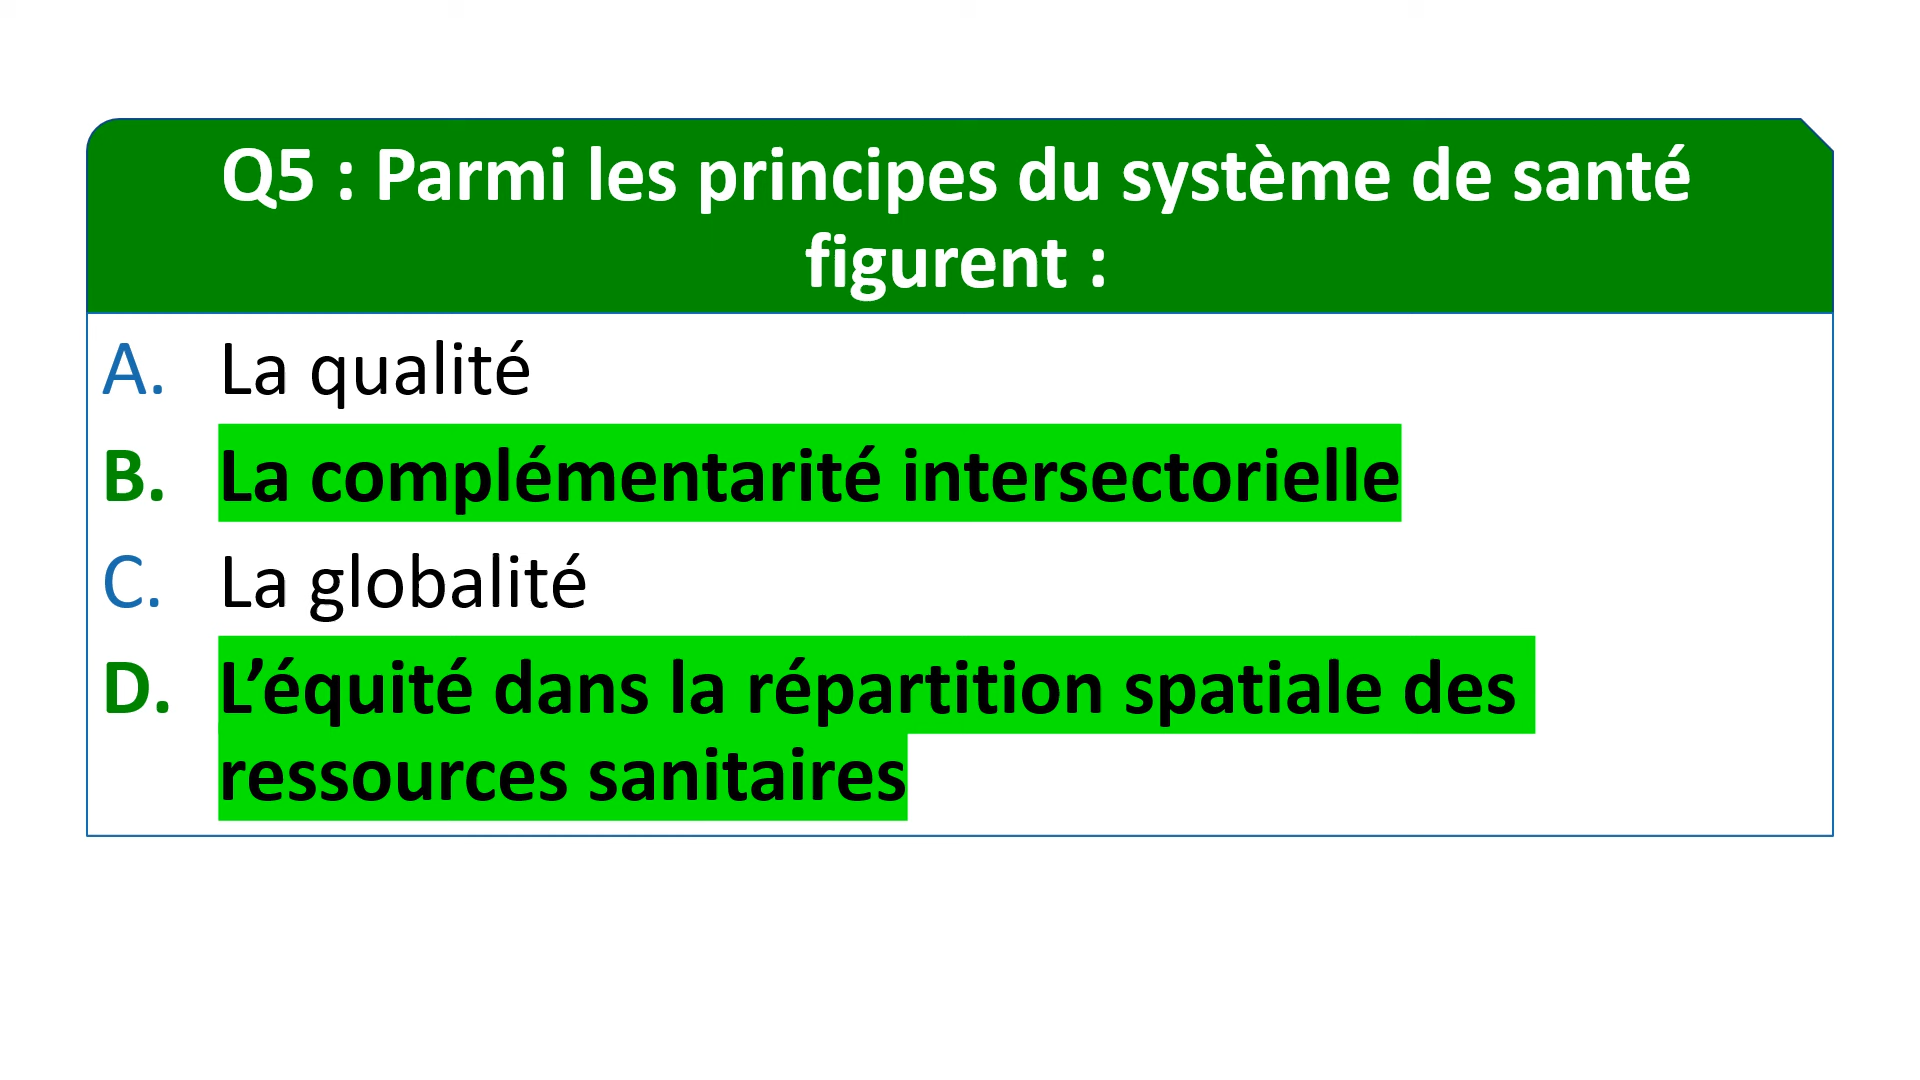 Q5 : Parmi les principes du système de santé
figurent :
A. La qualité
B. La complémentarité intersectorielle
C. La globalité
D. L’équité dans la répartition spatiale des
ressources sanitaires